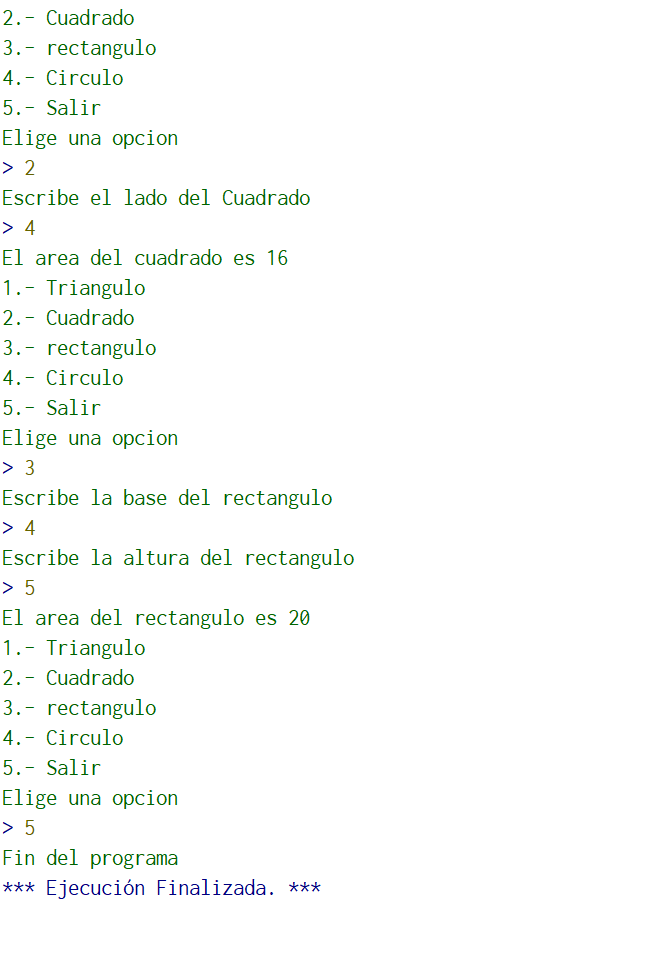 2.- Cuadrado
3.- rectangulo
4.- Circulo
5.- Salir
Elige una opcion
> 2
Escribe el lado del Cuadrado
> 4
El area del cuadrado es 16
1.- Triangulo
2.- Cuadrado
3.- rectangulo
4.- Circulo
5.- Salir
Elige una opcion
> 3
Escribe la base del rectangulo
> 4
Escribe la altura del rectangulo
> 5
El area del rectangulo es 20
1.- Triangulo
2.- Cuadrado
3.- rectangulo
4.- Circulo
5.- Salir
Elige una opcion
> 5
Fin del programa
*** Ejecución Finalizada. ***